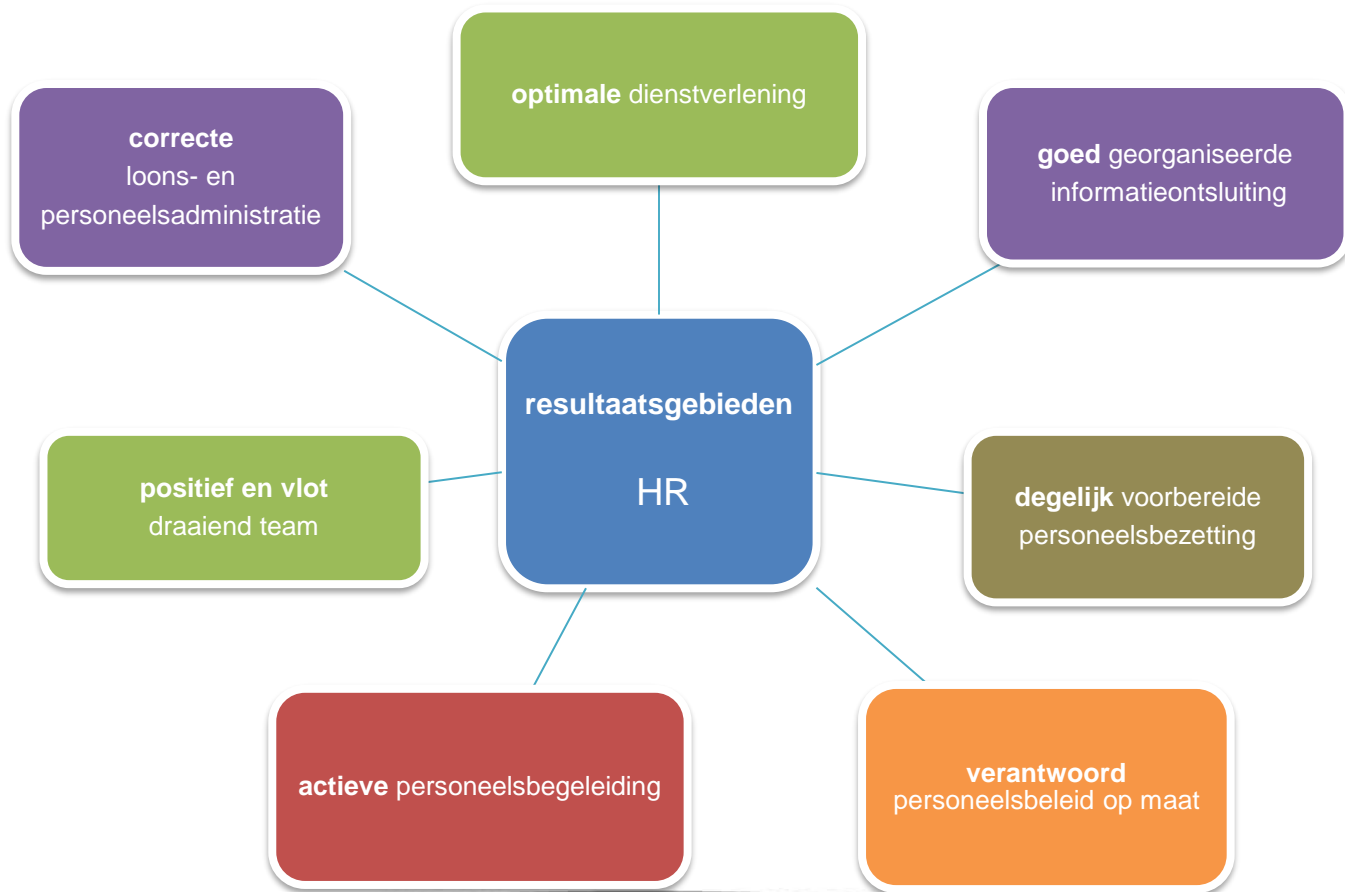 optimale dienstverlening
correcte
loons- en
personeelsadministratie
goed georganiseerde
informatieontsluiting
resultaatsgebieden
HR
positief en vlot
draaiend team
degelijk voorbereide
personeelsbezetting
actieve personeelsbegeleiding
verantwoord
personeelsbeleid op maat